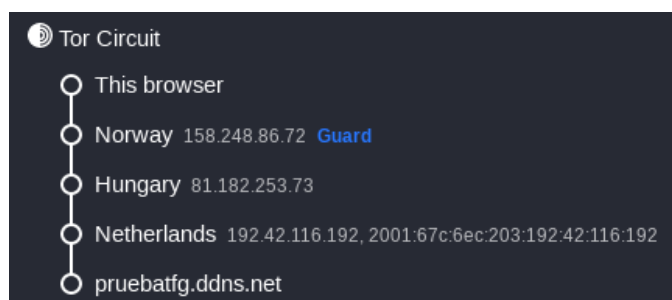 Tor Circuit
This browser
Norway 158.248.86.72 Guard
Hungary 81.182.253.73
Netherlands 192.42.116.192, 2001:67c:6ec:203:192:42:116:192
pruebatfg.ddns.net